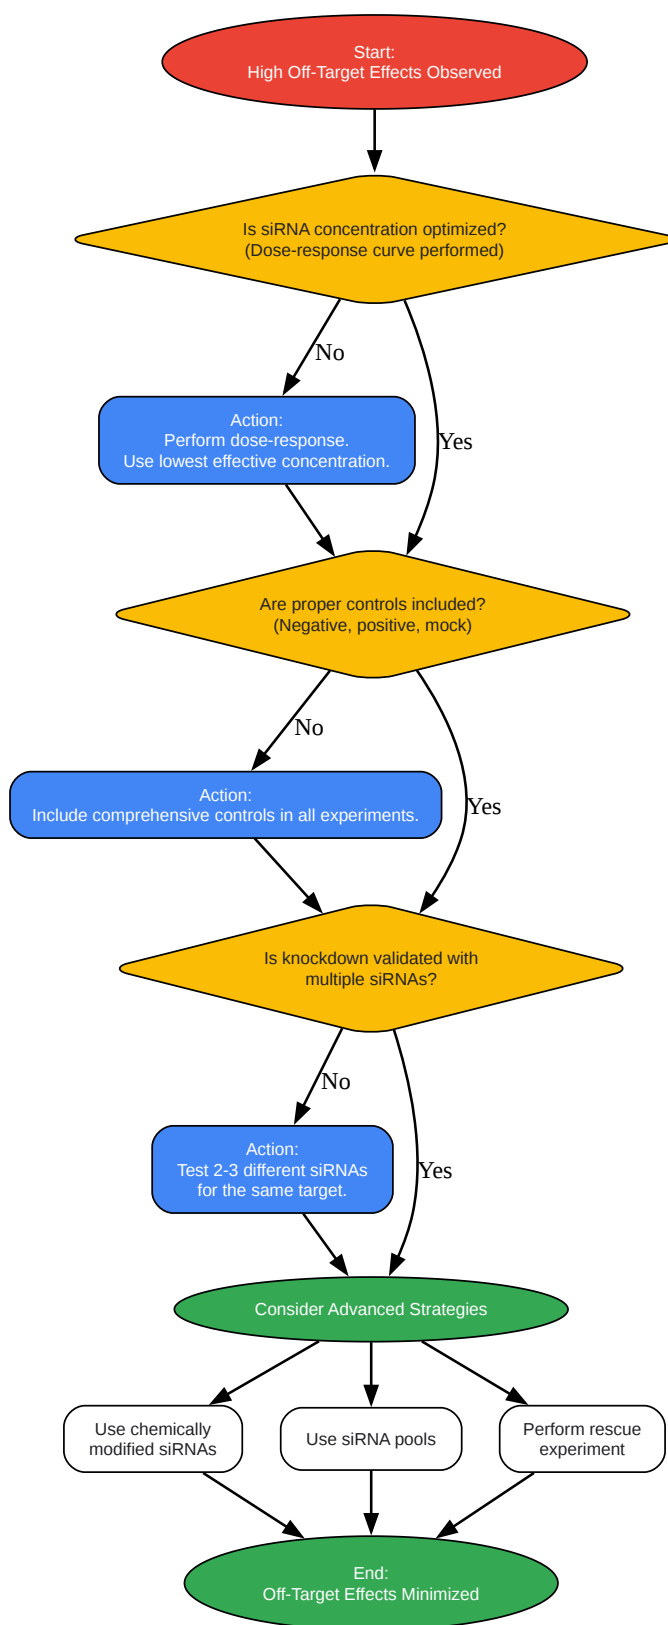 Start:
High Off-Target Effects Observed
Is siRNA concentration optimized?
(Dose-response curve performed)
No
Action:
Perform dose-response.
Use lowest effective concentration.
Yes
Are proper controls included?
(Negative, positive, mock)
No
Action:
Include comprehensive controls in all experiments.
Yes
Is knockdown validated with
multiple siRNAs?
No
Action:
Test 2-3 different siRNAs
for the same target.
Yes
Consider Advanced Strategies
Use chemically
modified siRNAs
Use siRNA pools
Perform rescue
experiment
End:
Off-Target Effects Minimized